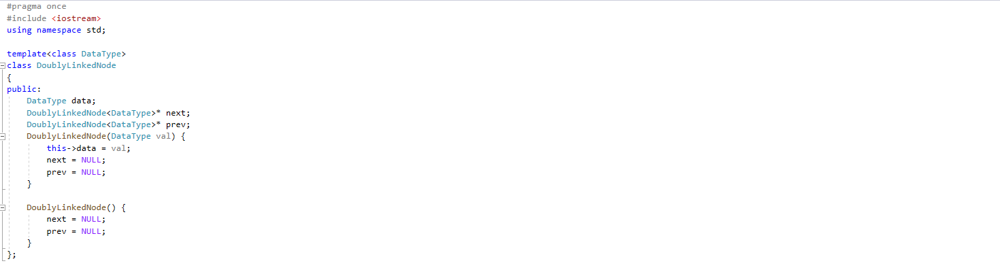 #pragma once
#include <iostream>
using namespace std;
template<class DataType>
class DoublyLinkedNode
{
public:
    DataType data;
    DoublyLinkedNode<DataType>* next;
    DoublyLinkedNode<DataType>* prev;
    DoublyLinkedNode(DataType val) {
        this->data = val;
        next = NULL;
        prev = NULL;
    }
    DoublyLinkedNode() {
        next = NULL;
        prev = NULL;
    }
};